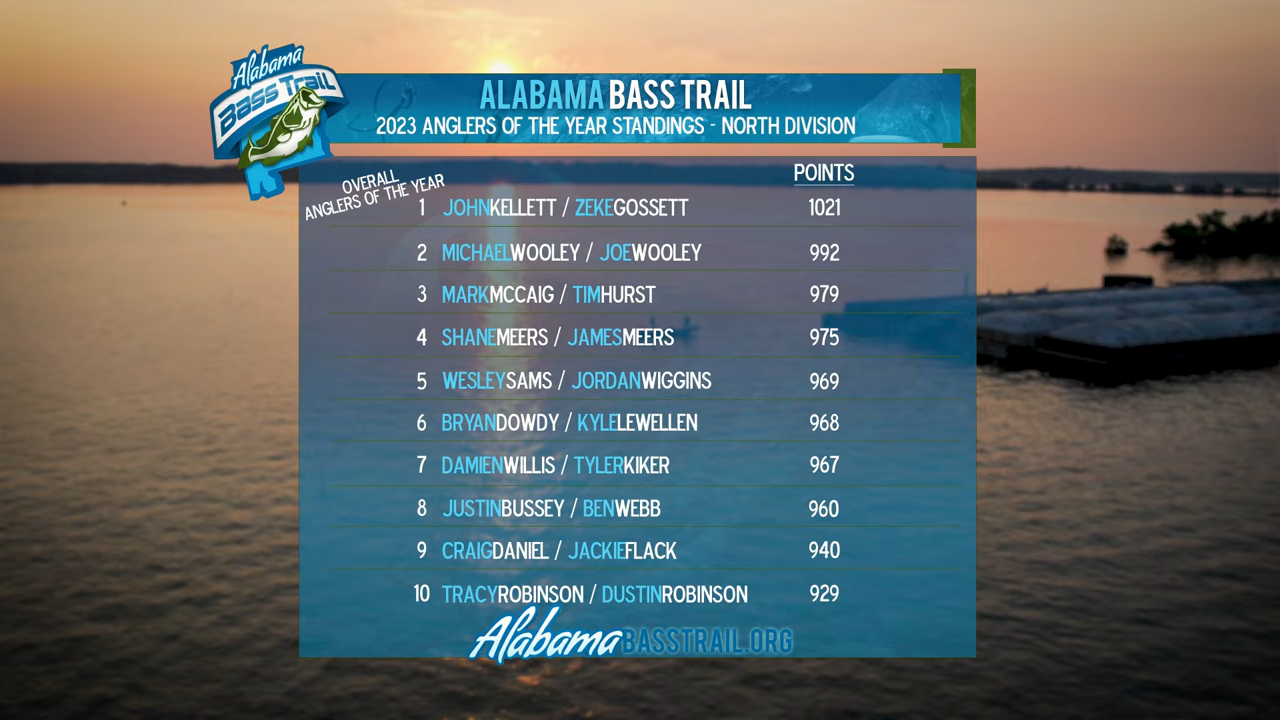 Alabama
Bass Trail
ALABAMA BASS TRAIL
2023 ANGLERS OF THE YEAR STANDINGS - NORTH DIVISION
POINTS
OVERALL
ANGLERS OF THE YEAR
1 JOHNKELLETT / ZEKEGOSSETT 1021
2 MICHAELWOOLEY / JOEWOOLEY 992
3 MARKMCCAIG / TIMHURST 979
4 SHANEMEERS / JAMESMEERS 975
5 WESLEYSAMS / JORDANWIGGINS 969
6 BRYANDOWDY / KYLELEWELLEN 968
7 DAMIENWILLIS / TYLERKIKER 967
8 JUSTINBUSSEY / BENWEBB 960
9 CRAIGDANIEL / JACKIEFLACK 940
10 TRACYROBINSON / DUSTINROBINSON 929
AlabamaBASSTRAIL.ORG